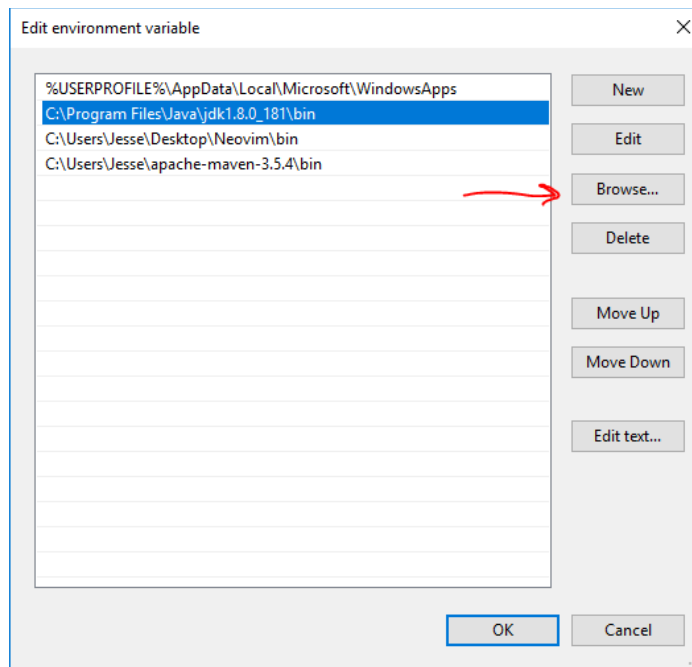 Edit environment variable
%USERPROFILE%\AppData\Local\Microsoft\WindowsApps
C:\Program Files\Java\jdk1.8.0_181\bin
C:\Users\Jesse\Desktop\Neovim\bin
C:\Users\Jesse\apache-maven-3.5.4\bin
New
Edit
Browse...
Delete
Move Up
Move Down
Edit text...
OK
Cancel